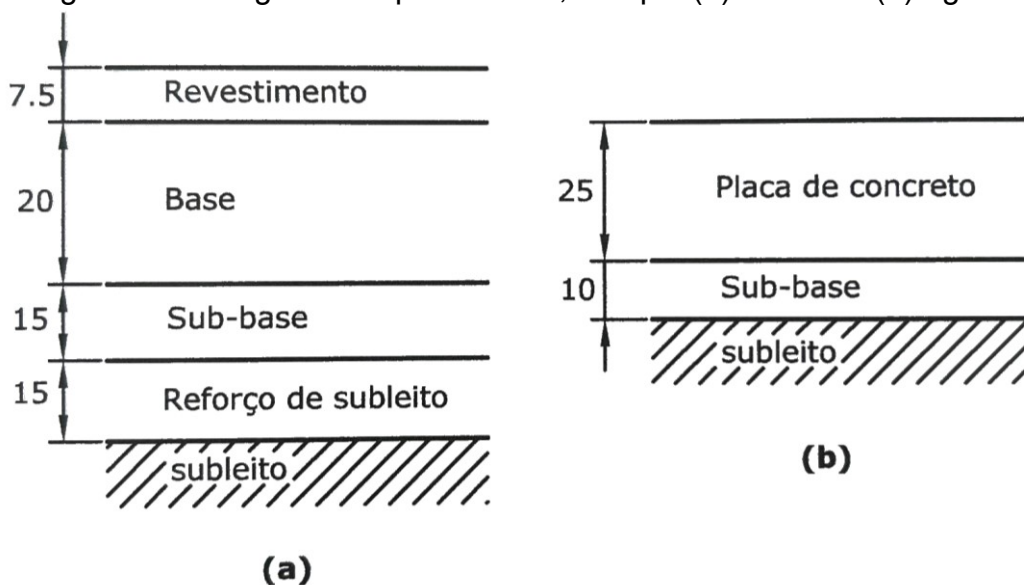 7.5
Revestimento
20
Base
15
Sub-base
15
Reforço de subleito
subleito
(a)
25
Placa de concreto
10
Sub-base
subleito
(b)